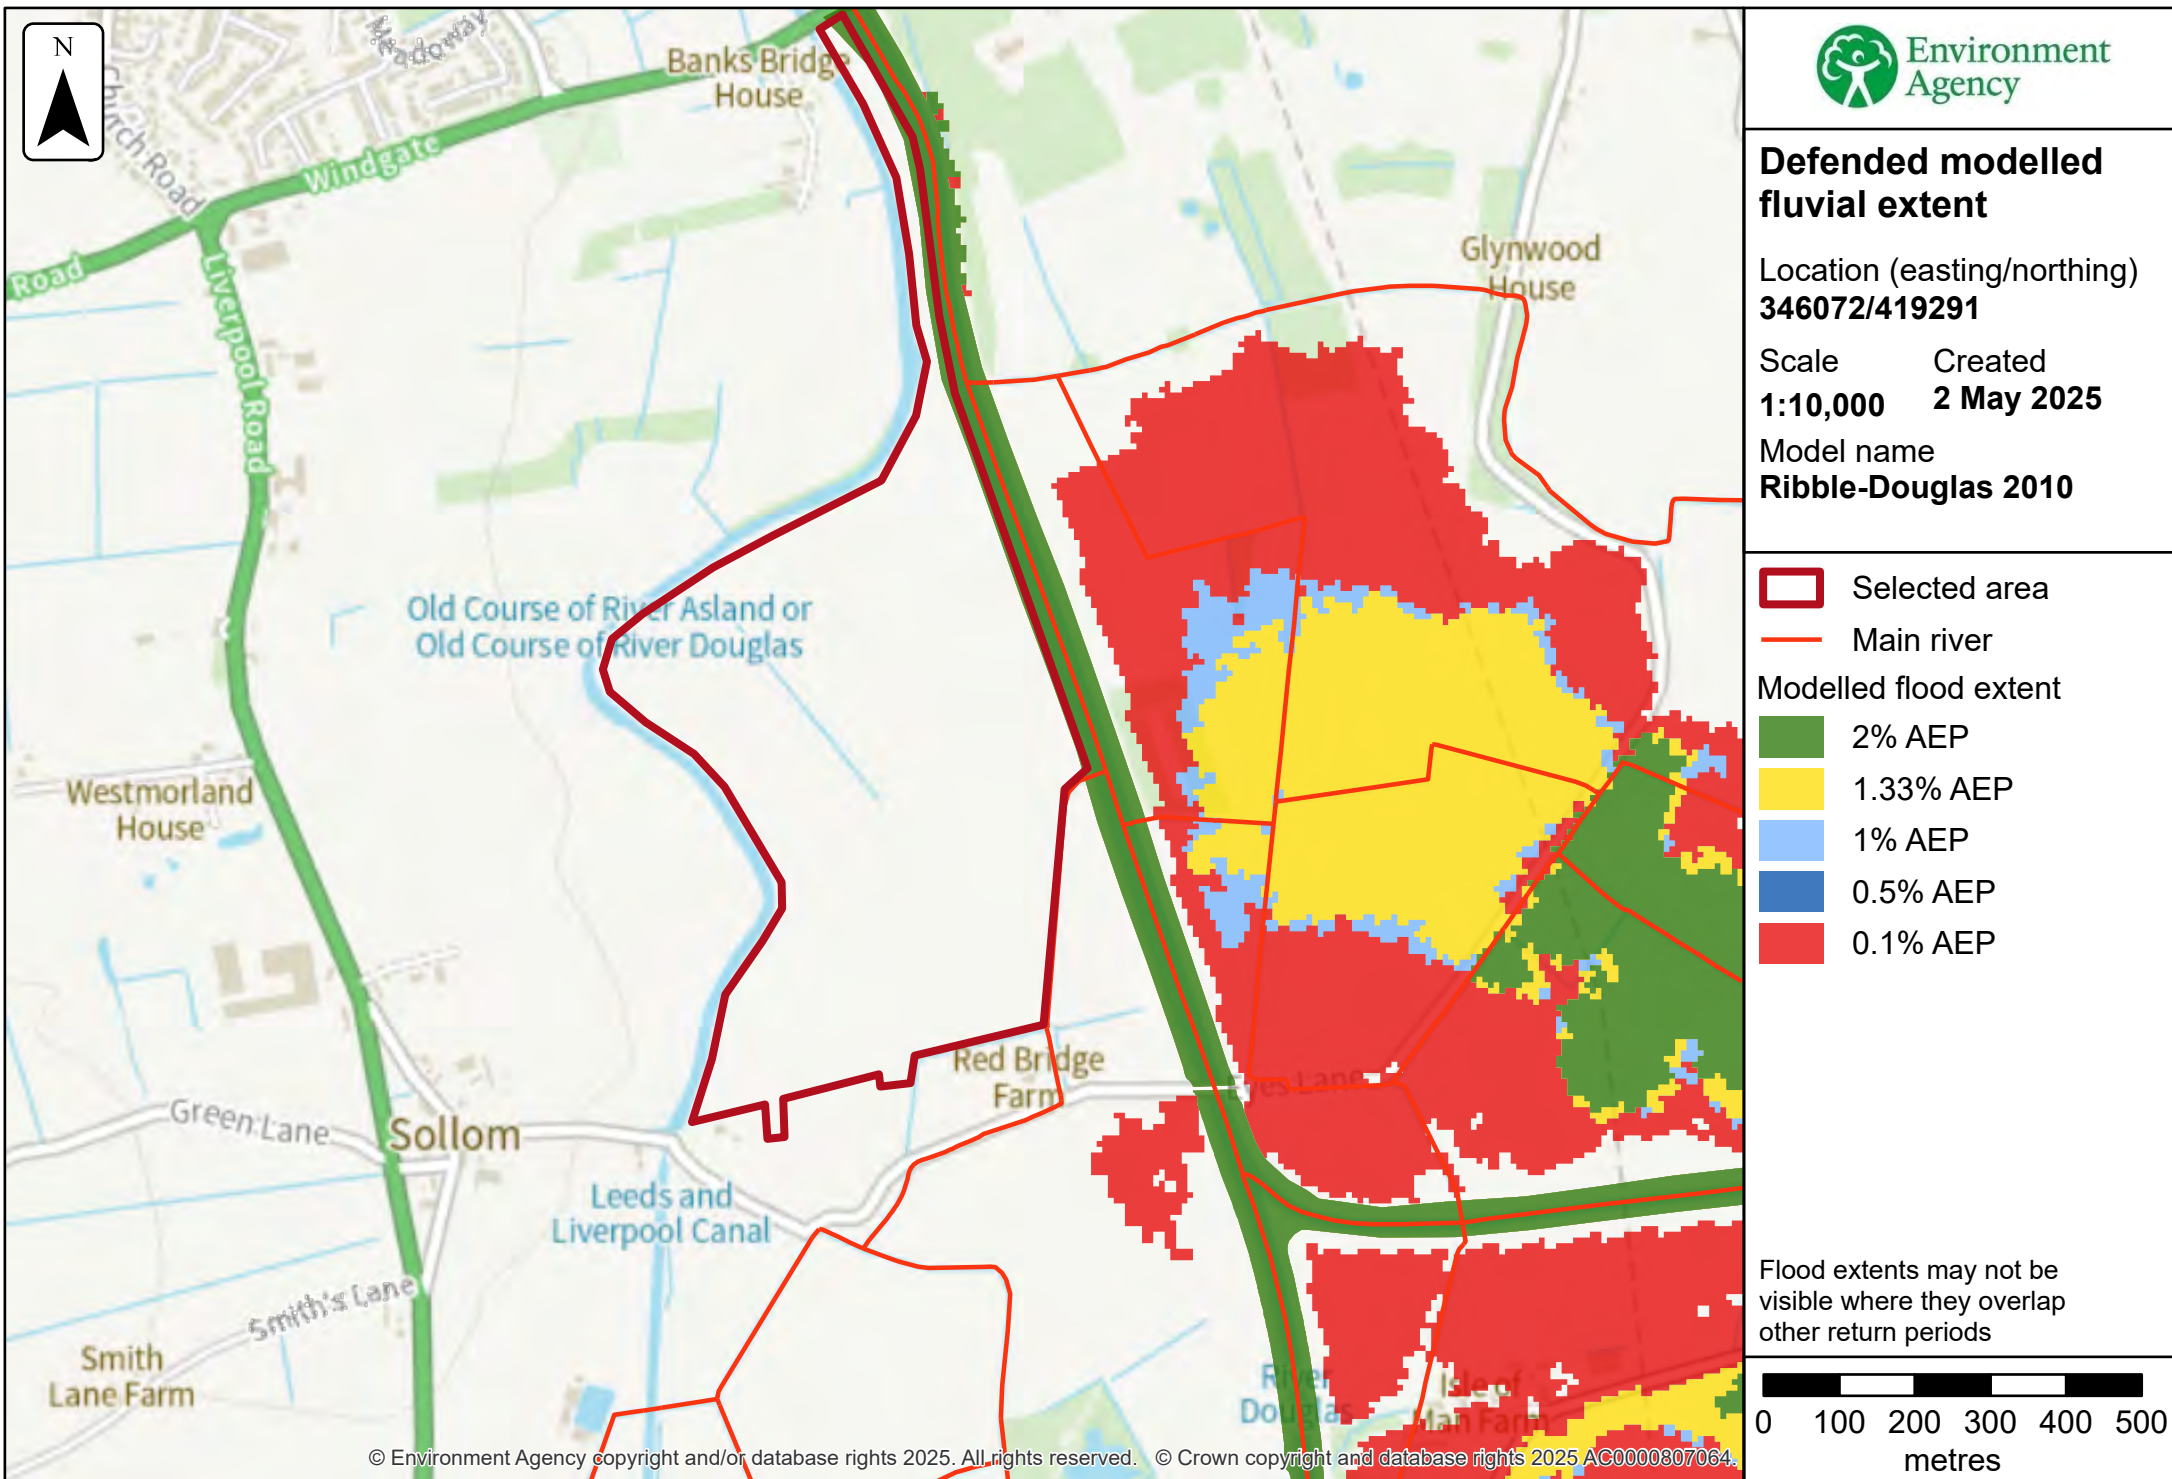 N
Church Road
Banks Bridge
House
Windgate
Road
Liverpool Road
Glynwood
House
Old Course of River Asland or
Old Course of River Douglas
Westmorland
House
Red Bridge
Farm
Eyes Lane
Green Lane
Sollom
Leeds and
Liverpool Canal
Smith's Lane
Smith
Lane Farm
River
Douglas
Isle of
Man Farm
© Environment Agency copyright and/or database rights 2025. All rights reserved. © Crown copyright and database rights 2025 AC0000807064.
Environment
Agency
Defended modelled
fluvial extent
Location (easting/northing)
346072/419291
Scale Created
1:10,000 2 May 2025
Model name
Ribble-Douglas 2010
Selected area
Main river
Modelled flood extent
2% AEP
1.33% AEP
1% AEP
0.5% AEP
0.1% AEP
Flood extents may not be
visible where they overlap
other return periods
0 100 200 300 400 500
metres